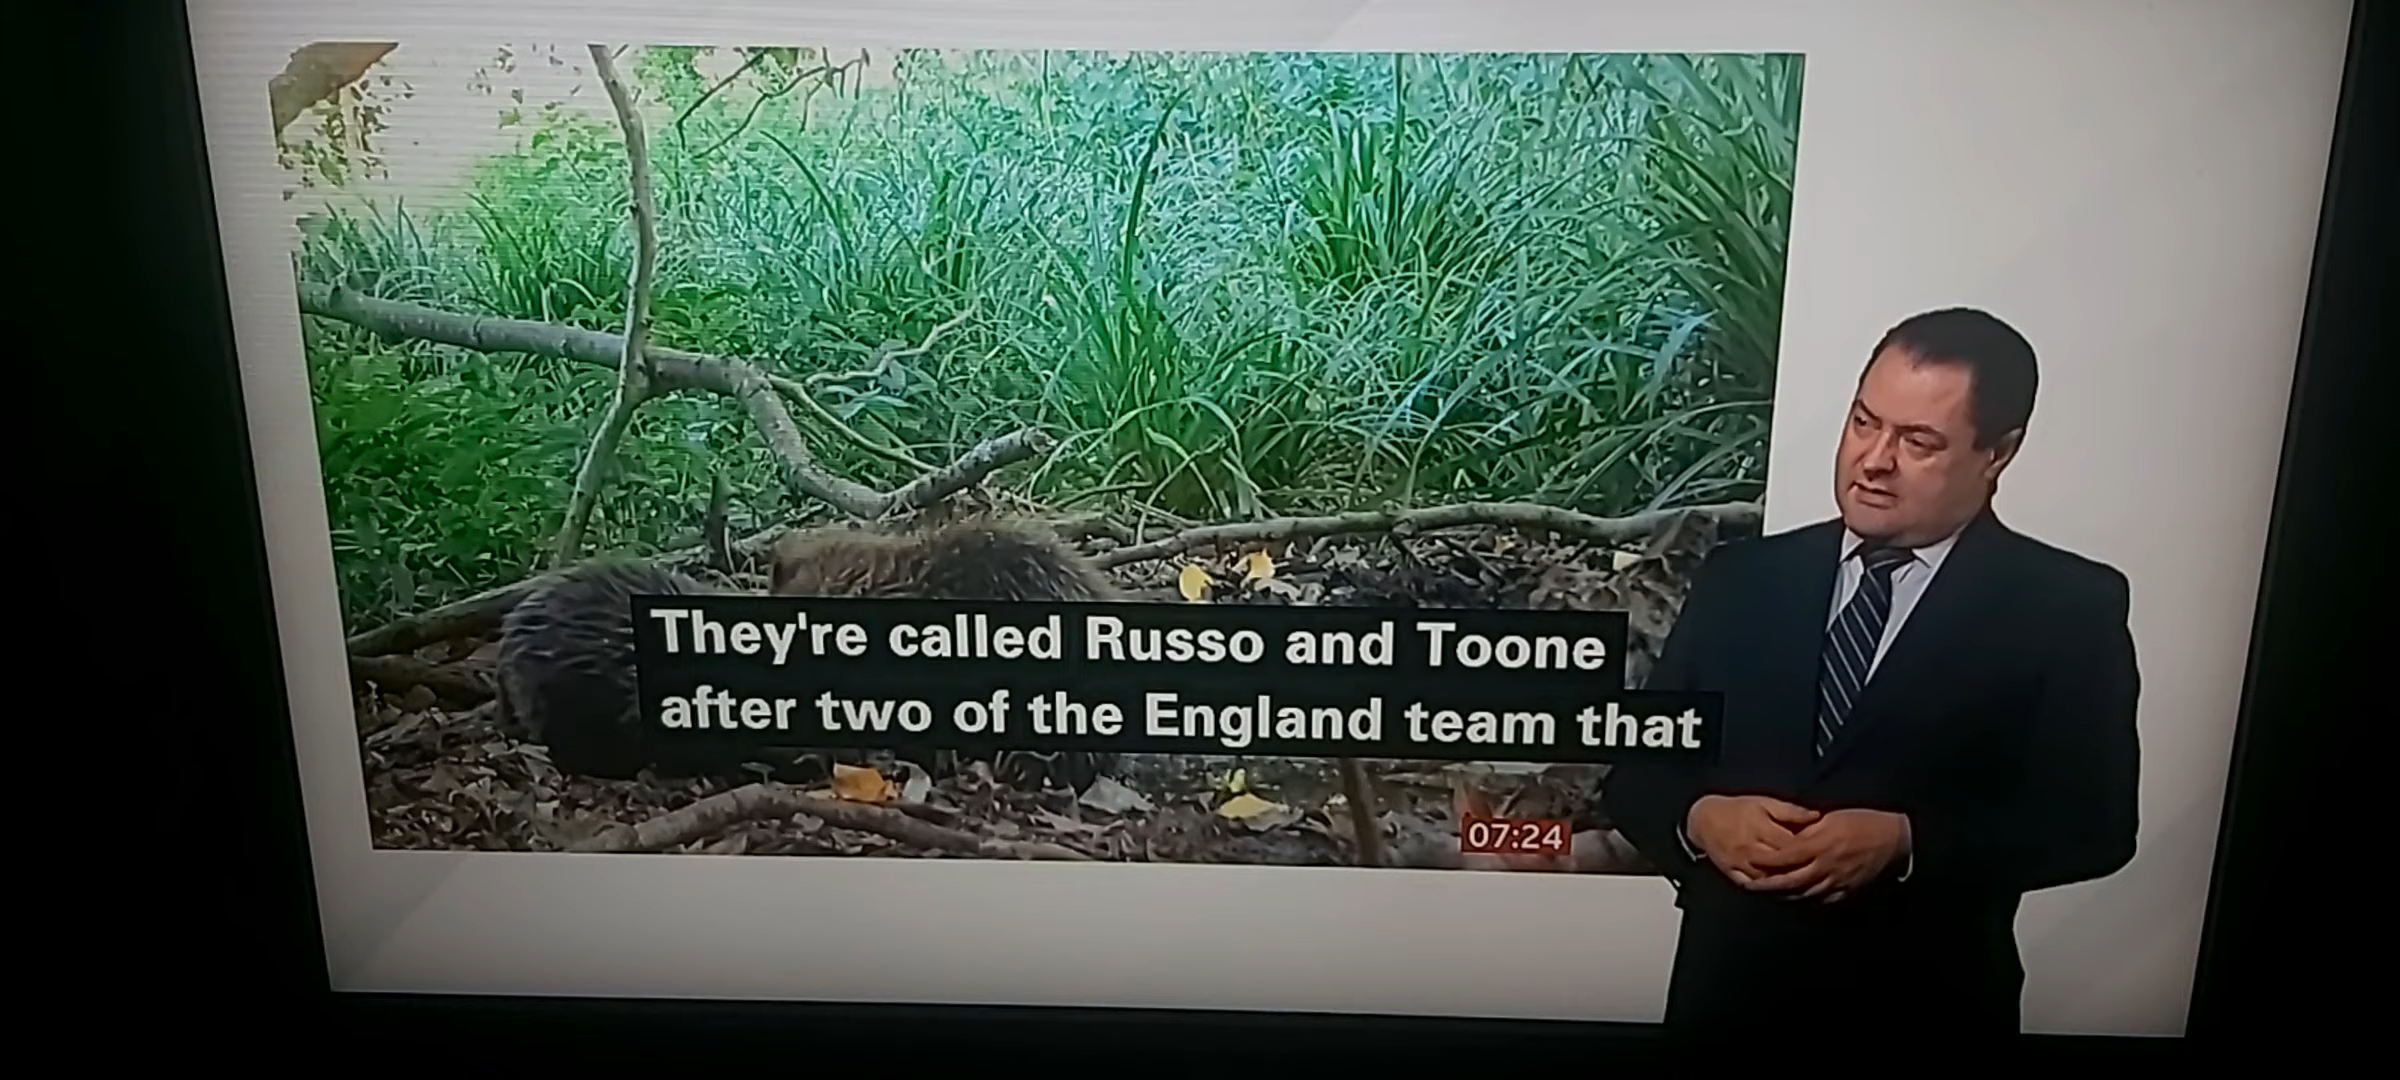 They're called Russo and Toone
after two of the England team that
07:24